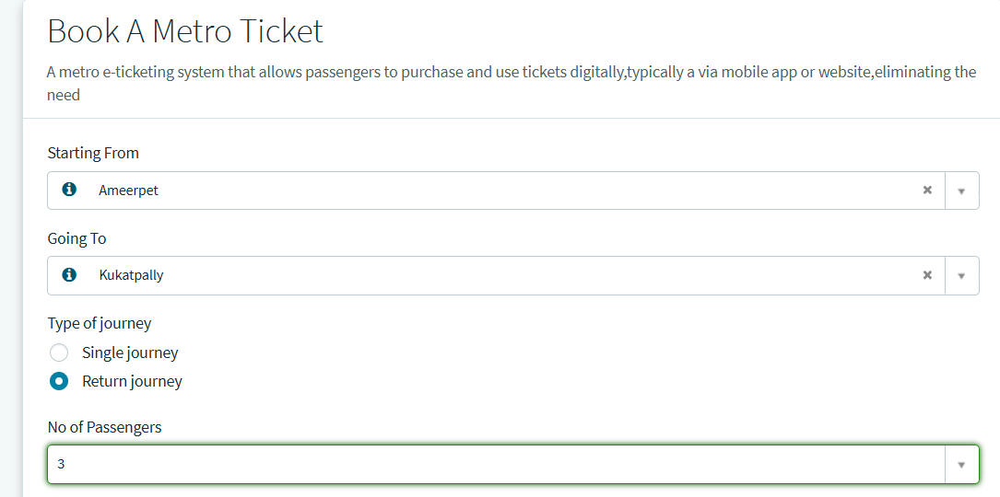 Book A Metro Ticket
A metro e-ticketing system that allows passengers to purchase and use tickets digitally,typically a via mobile app or website,eliminating the
need
Starting From
Ameerpet
Going To
Kukatpally
Type of journey
Single journey
Return journey
No of Passengers
3